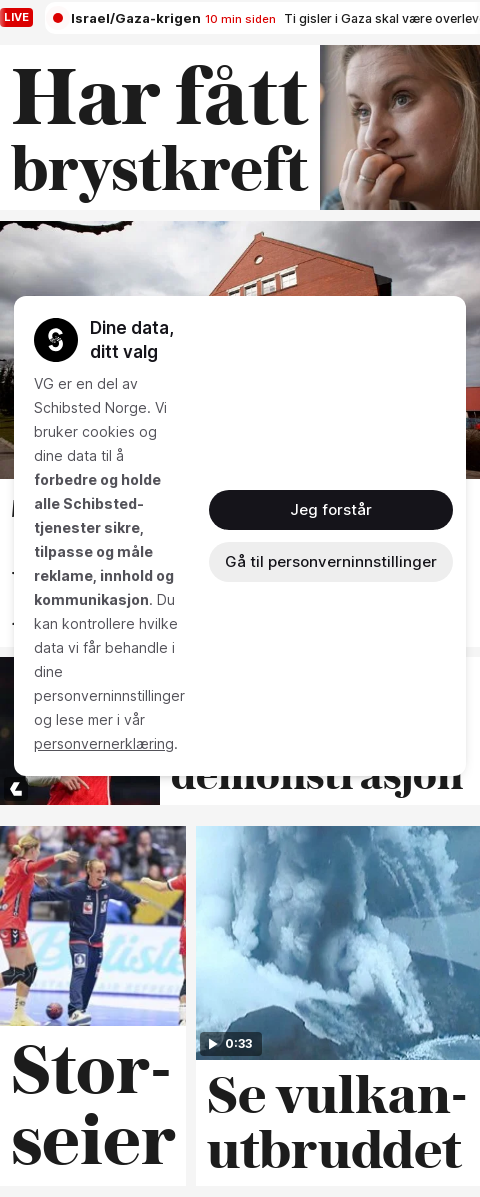 LIVE
Israel/Gaza-krigen 10 min siden Ti gisler i Gaza skal være
Har fått
brystkreft
Dine data,
ditt valg
VG er en del av
Schibsted Norge. Vi
bruker cookies og
dine data til å
forbedre og holde
alle Schibsted-
tjenester sikre,
tilpasse og måle
reklame, innhold og
kommunikasjon. Du
kan kontrollere hvilke
data vi får behandle i
dine
personverninnstillinger
og lese mer i vår
personvernerklæring.
Jeg forstår
Gå til personverninnstillinger
demonstrasjon
Stor-
seier
0:33
Se vulkan-
utbruddet